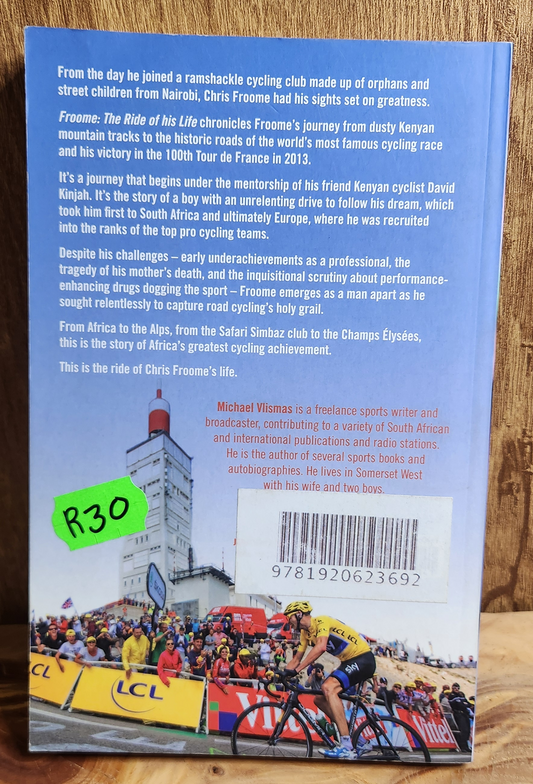 From the day he joined a ramshackle cycling club made up of orphans and
street children from Nairobi, Chris Froome had his sights set on greatness.
Froome: The Ride of his Life chronicles Froome's journey from dusty Kenyan
mountain tracks to the historic roads of the world's most famous cycling race
and his victory in the 100th Tour de France in 2013.
It's a journey that begins under the mentorship of his friend Kenyan cyclist David
Kinjah. It's the story of a boy with an unrelenting drive to follow his dream, which
took him first to South Africa and ultimately Europe, where he was recruited
into the ranks of the top pro cycling teams.
Despite his challenges – early underachievements as a professional, the
tragedy of his mother's death, and the inquisitional scrutiny about performance-
enhancing drugs dogging the sport – Froome emerges as a man apart as he
sought relentlessly to capture road cycling's holy grail.
From Africa to the Alps, from the Safari Simbaz club to the Champs Élysées,
this is the story of Africa's greatest cycling achievement.
This is the ride of Chris Froome's life.
Michael Vlismas is a freelance sports writer and
broadcaster, contributing to a variety of South African
and international publications and radio stations.
He is the author of several sports books and
autobiographies. He lives in Somerset West
with his wife and two boys.
R30
9781920623692
LCL LCL
sky
LCL
LCL
Vittel